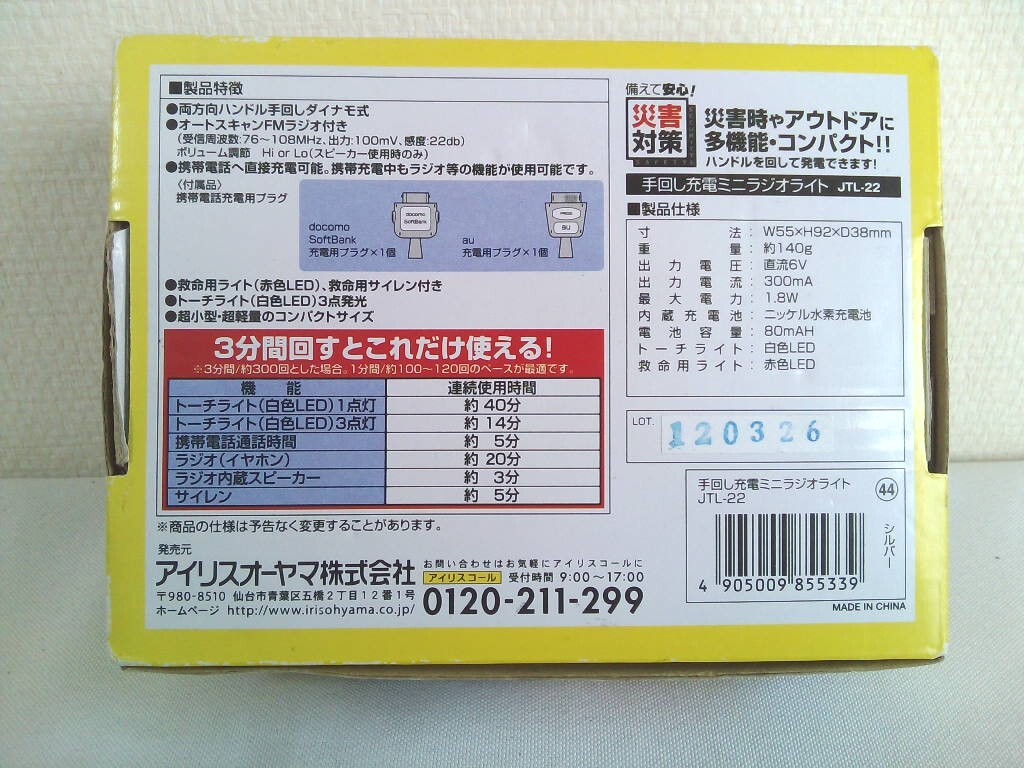 ■製品特徴
●両方向ハンドル手回しダイナモ式
●オートスキャンFMラジオ付き
(受信周波数:76〜108MHz、出力:100mV、感度:22db)
ボリューム調節 Hi or Lo(スピーカー使用時のみ)
●携帯電話へ直接充電可能。携帯充電中もラジオ等の機能が使用可能です。
〈付属品〉
携帯電話充電用プラグ
docomo
SoftBank
充電用プラグ×1個
docomo
SoftBank
au
充電用プラグ×1個
au
●救命用ライト(赤色LED)、救命用サイレン付き
●トーチライト(白色LED)3点発光
●超小型・超軽量のコンパクトサイズ
3分間回すとこれだけ使える!
※3分間/約300回とした場合。1分間/約100〜120回のペースが最適です。
機能 連続使用時間
トーチライト(白色LED)1点灯 約40分
トーチライト(白色LED)3点灯 約14分
携帯電話通話時間 約5分
ラジオ(イヤホン) 約20分
ラジオ内蔵スピーカー 約3分
サイレン 約5分
※商品の仕様は予告なく変更することがあります。
発売元
アイリスオーヤマ株式会社
〒980-8510 仙台市青葉区五橋2丁目12番1号
ホームページ http://www.irisohyama.co.jp/
お問い合わせはお気軽にアイリスコールに
アイリスコール 受付時間 9:00〜17:00
0120-211-299
備えて安心!
災害
対策
災害時やアウトドアに
多機能・コンパクト!!
ハンドルを回して発電できます!
手回し充電ミニラジオライト JTL-22
■製品仕様
寸法:W55×H92×D38mm
重量:約140g
出力電圧:直流6V
出力電流:300mA
最大電力:1.8W
内蔵充電池:ニッケル水素充電池
電池容量:80mAH
トーチライト:白色LED
救命用ライト:赤色LED
LOT. 120326
手回し充電ミニラジオライト
JTL-22
44
シルバー
4 905009 855339
MADE IN CHINA